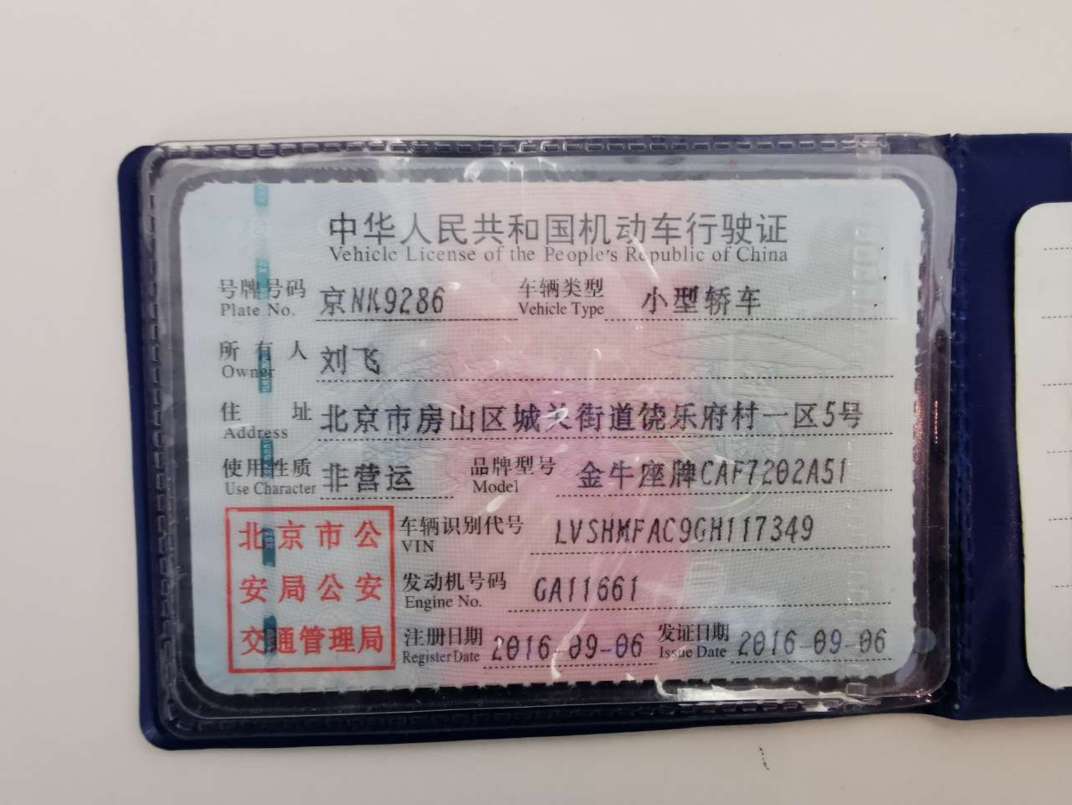 中华人民共和国机动车行驶证
Vehicle License of the People's Republic of China
号牌号码 京NK9286 车辆类型 小型轿车
Plate No. Vehicle Type
所有人 刘飞
Owner
住址 北京市房山区城关街道饶乐府村一区5号
Address
使用性质 非营运 品牌型号 金牛座牌CAF7202A51
Use Character Model
北京市公 车辆识别代号 LVSHMFAC9GH117349
VIN
安局公安 发动机号码 GA11661
Engine No.
交通管理局 注册日期 2016-09-06 发证日期 2016-09-06
Register Date Issue Date